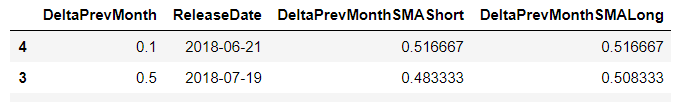 DeltaPrevMonth ReleaseDate DeltaPrevMonthSMAShort DeltaPrevMonthSMALong
4 0.1 2018-06-21 0.516667 0.516667
3 0.5 2018-07-19 0.483333 0.508333